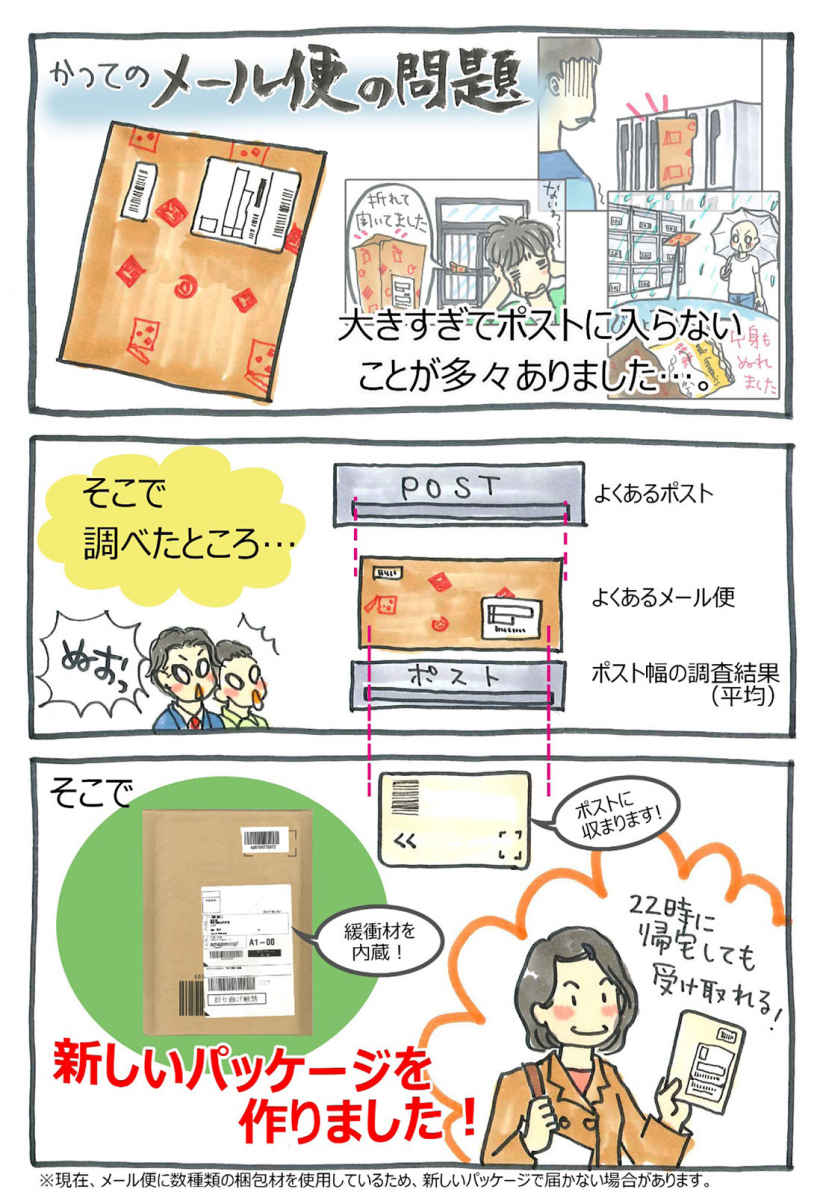 かつてのメール便の問題
ないわ～～
折れて
届いてました
大きすぎてポストに入らない
ことが多々ありました…。
中身も
ぬれ
ました
そこで
調べたところ…
POST
よくあるポスト
よくあるメール便
ぬおっ
ポスト
ポスト幅の調査結果
（平均）
そこで
ポストに
収まります！
緩衝材を
内蔵！
A1-00
22時に
帰宅しても
受け取れる！
新しいパッケージを
作りました！
※現在、メール便に数種類の梱包材を使用しているため、新しいパッケージで届かない場合があります。